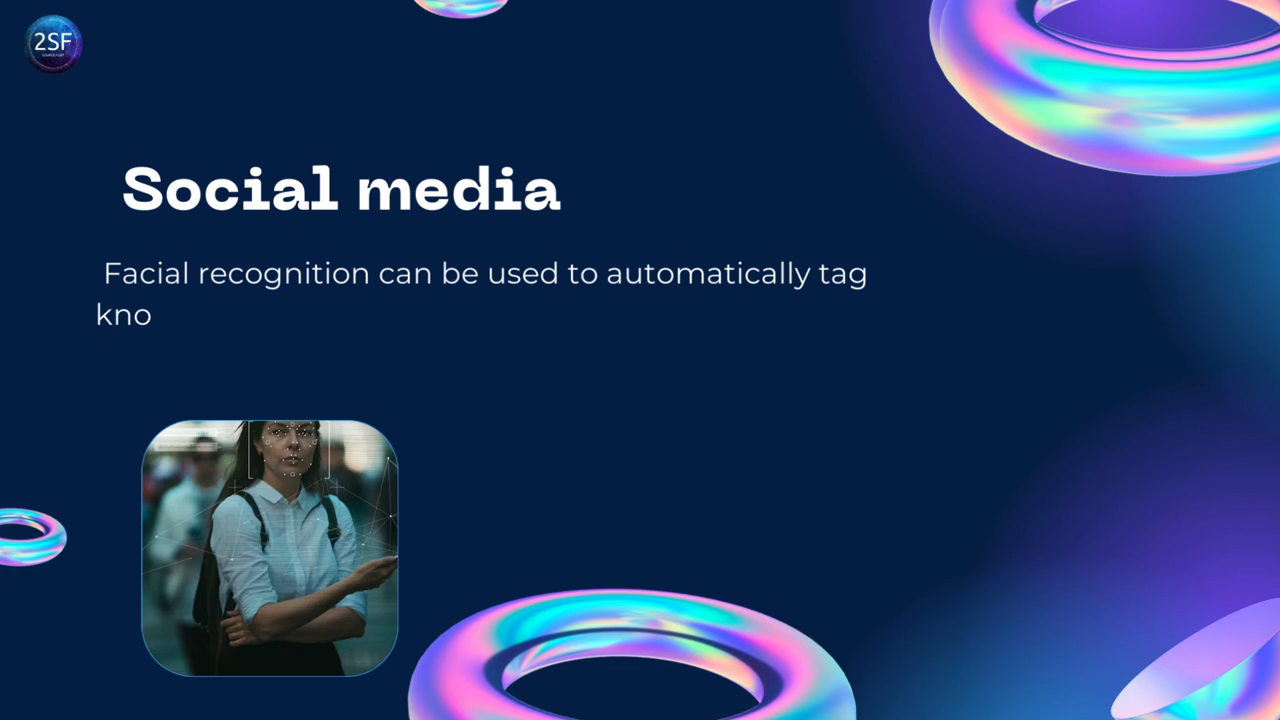 2SF
Social media
Facial recognition can be used to automatically tag
kno